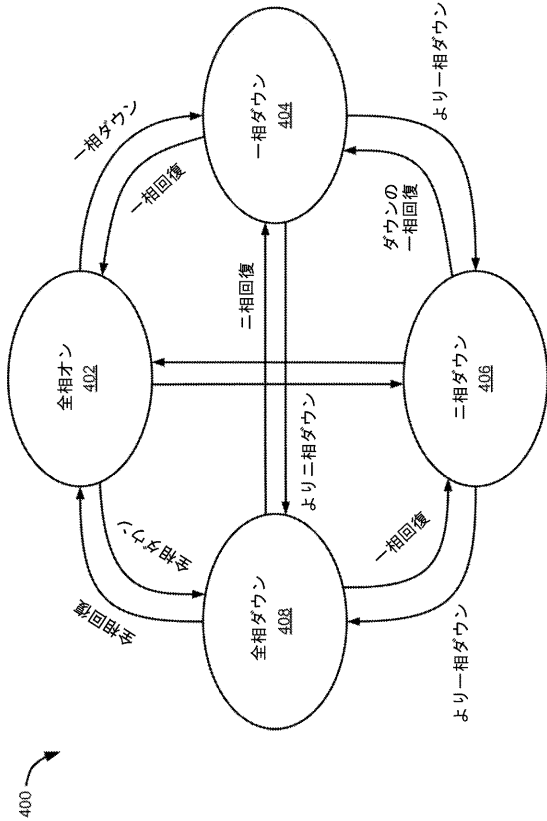 400
全相オン
402
一相ダウン
一相回復
一相ダウン
404
より一相ダウン
ダウンの
一相回復
二相ダウン
406
一相回復
より一相ダウン
全相ダウン
408
全相回復
全相ダウン
二相回復
より二相ダウン